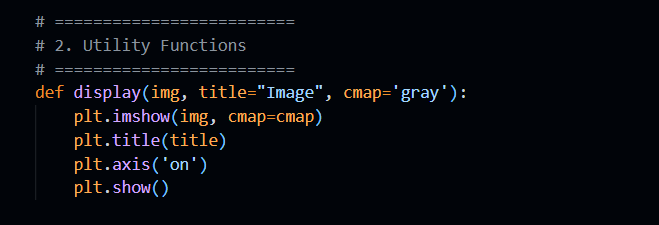 # =========================
# 2. Utility Functions
# =========================
def display(img, title="Image", cmap='gray'):
    plt.imshow(img, cmap=cmap)
    plt.title(title)
    plt.axis('on')
    plt.show()